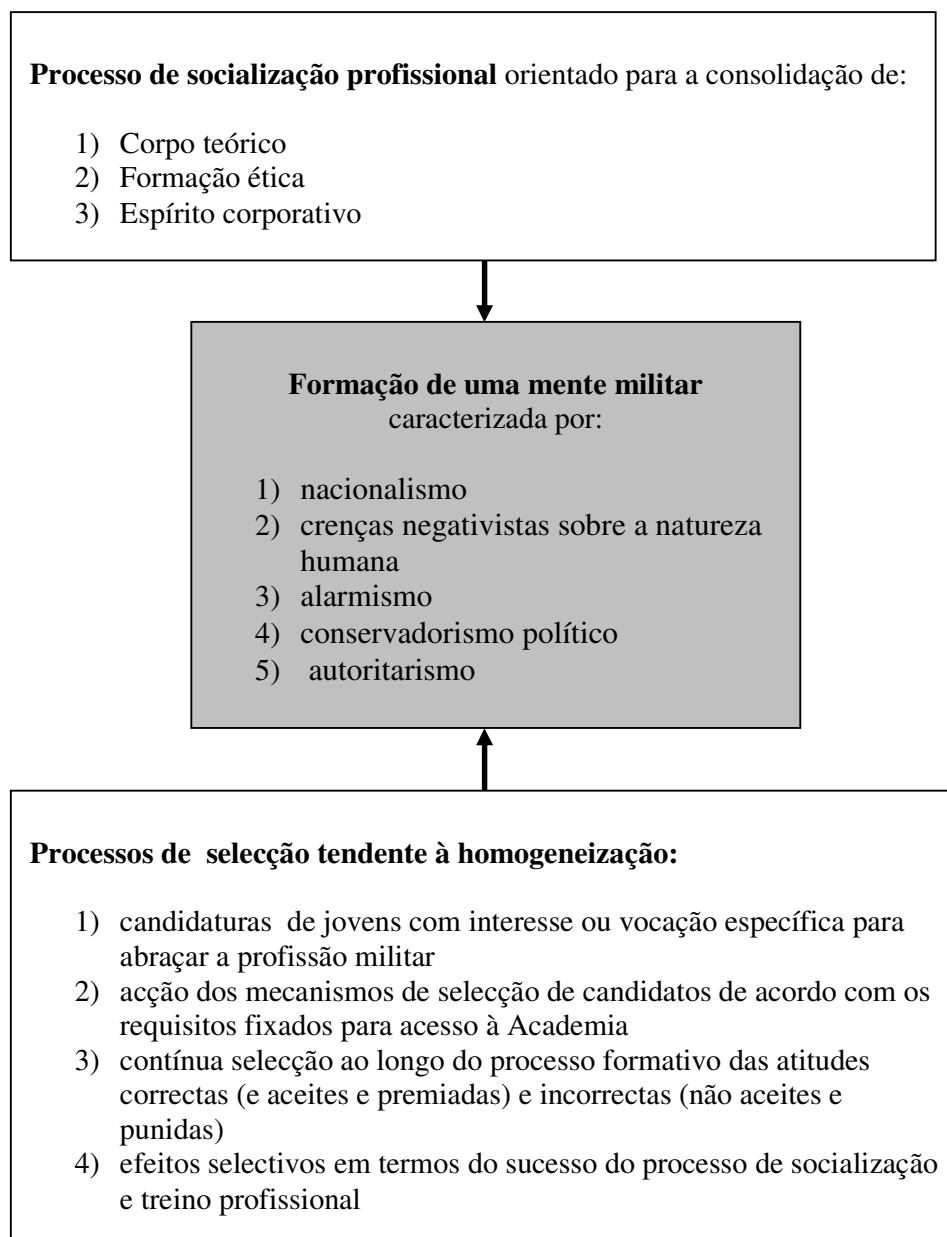 Processo de socialização profissional orientado para a consolidação de:
1) Corpo teórico
2) Formação ética
3) Espírito corporativo
Formação de uma mente militar
caracterizada por:
1) nacionalismo
2) crenças negativistas sobre a natureza
humana
3) alarmismo
4) conservadorismo político
5) autoritarismo
Processos de selecção tendente à homogeneização:
1) candidaturas de jovens com interesse ou vocação específica para
abraçar a profissão militar
2) acção dos mecanismos de selecção de candidatos de acordo com os
requisitos fixados para acesso à Academia
3) contínua selecção ao longo do processo formativo das atitudes
correctas (e aceites e premiadas) e incorrectas (não aceites e
punidas)
4) efeitos selectivos em termos do sucesso do processo de socialização
e treino profissional